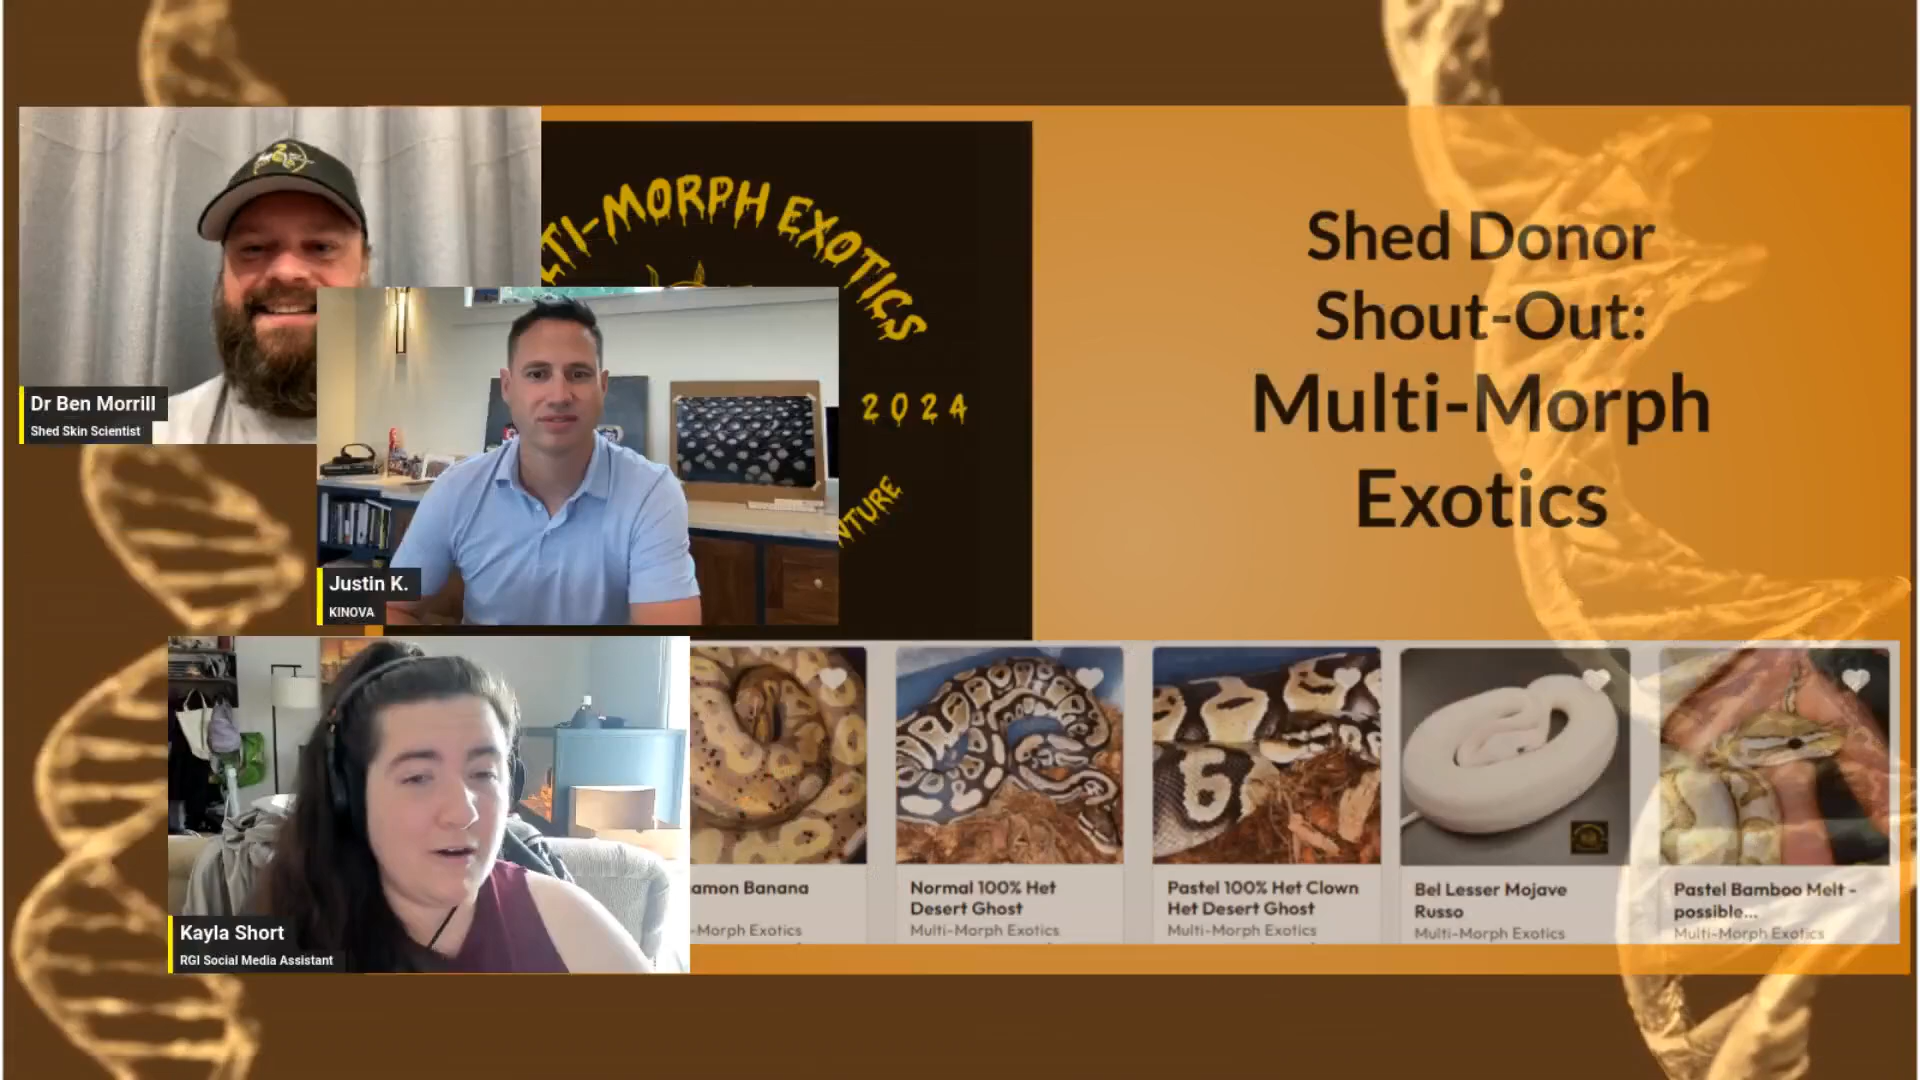 Dr Ben Morrill
Shed Skin Scientist
Justin K.
KINOVA
Kayla Short
RGI Social Media Assistant
MORPH EXOTICS
2024
Shed Donor
Shout-Out:
Multi-Morph
Exotics
Banana
-Morph Exotics
Normal 100% Het
Desert Ghost
Multi-Morph Exotics
Pastel 100% Het Clown
Het Desert Ghost
Multi-Morph Exotics
Bel Lesser Mojave
Russo
Multi-Morph Exotics
Pastel Bamboo Melt -
possible...
Multi-Morph Exotics